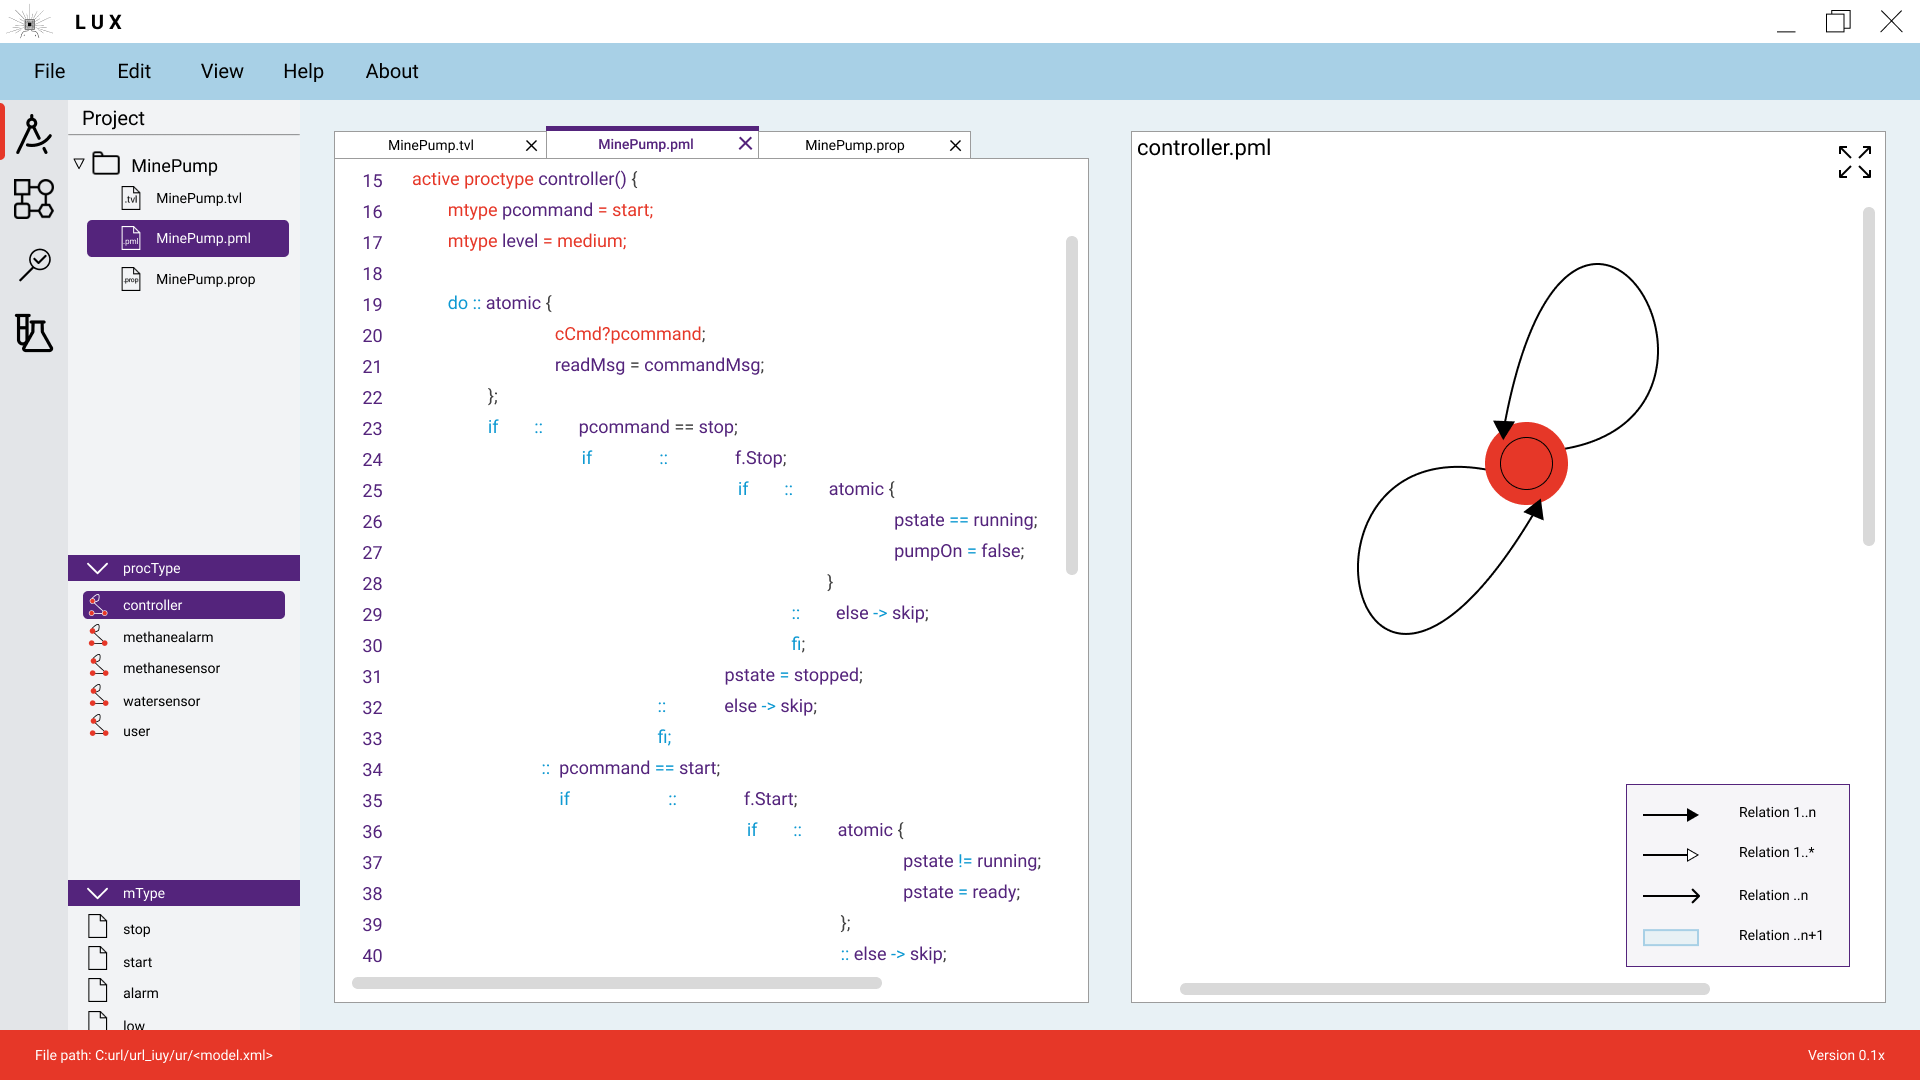 LUX
File Edit View Help About
Project
MinePump
.tvl MinePump.tvl
.pml MinePump.pml
.prop MinePump.prop
procType
controller
methanealarm
methanesensor
watersensor
user
mType
stop
start
alarm
low
MinePump.tvl MinePump.pml MinePump.prop
15 active proctype controller() {
16 mtype pcommand = start;
17 mtype level = medium;
18
19 do :: atomic {
20 cCmd?pcommand;
21 readMsg = commandMsg;
22 };
23 if :: pcommand == stop;
24 if :: f.Stop;
25 if :: atomic {
26 pstate == running;
27 pumpOn = false;
28 }
29 :: else -> skip;
30 fi;
31 pstate = stopped;
32 :: else -> skip;
33 fi;
34 :: pcommand == start;
35 if :: f.Start;
36 if :: atomic {
37 pstate != running;
38 pstate = ready;
39 };
40 :: else -> skip;
controller.pml
Relation 1..n
Relation 1..*
Relation ..n
Relation ..n+1
File path: C:url/url_iuy/ur/<model.xml>
Version 0.1x